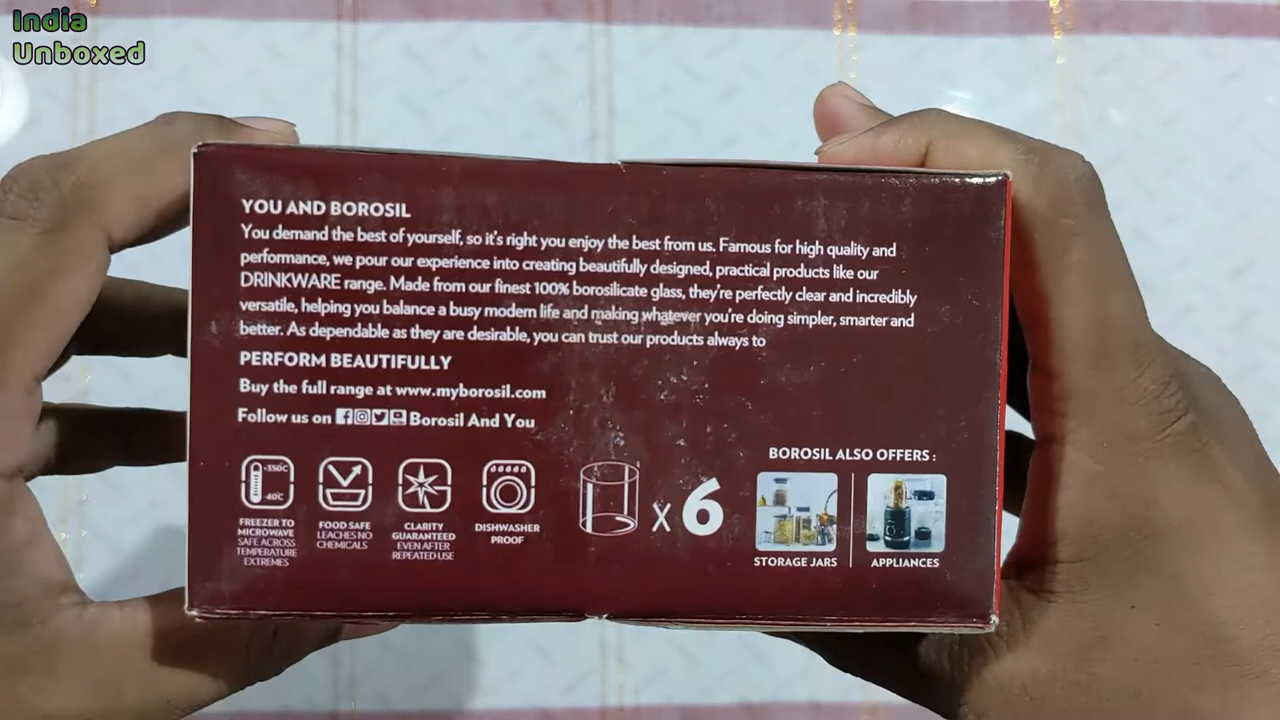 India
Unboxed
YOU AND BOROSIL
You demand the best of yourself, so it's right you enjoy the best from us. Famous for high quality and
performance, we pour our experience into creating beautifully designed, practical products like our
DRINKWARE range. Made from our finest 100% borosilicate glass, they're perfectly clear and incredibly
versatile, helping you balance a busy modern life and making whatever you're doing simpler, smarter and
better. As dependable as they are desirable, you can trust our products always to
PERFORM BEAUTIFULLY
Buy the full range at www.myborosil.com
Follow us on Borosil And You
-40°C
FREEZER TO
MICROWAVE
SAFE ACROSS
TEMPERATURE
EXTREMES
FOOD SAFE
LEACHES NO
CHEMICALS
CLARITY
GUARANTEED
EVEN AFTER
REPEATED USE
DISHWASHER
PROOF
x 6
BOROSIL ALSO OFFERS :
STORAGE JARS
APPLIANCES